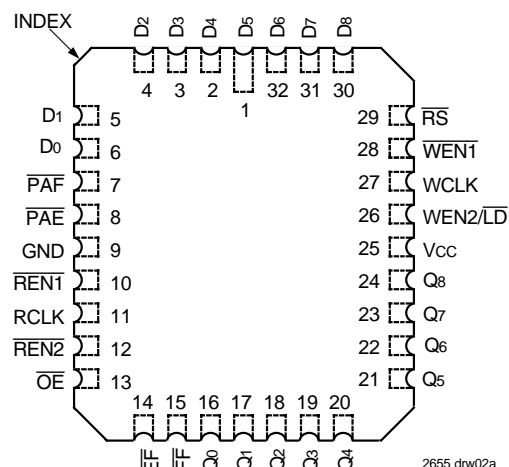 INDEX
D2 D3 D4 D5 D6 D7 D8
4 3 2 1 32 31 30
D1 5
D0 6
PAF 7
PAE 8
GND 9
REN1 10
RCLK 11
REN2 12
OE 13
29 RS
28 WEN1
27 WCLK
26 WEN2/LD
25 VCC
24 Q8
23 Q7
22 Q6
21 Q5
14 15 16 17 18 19 20
EF FF Q0 Q1 Q2 Q3 Q4
2655 drw02a